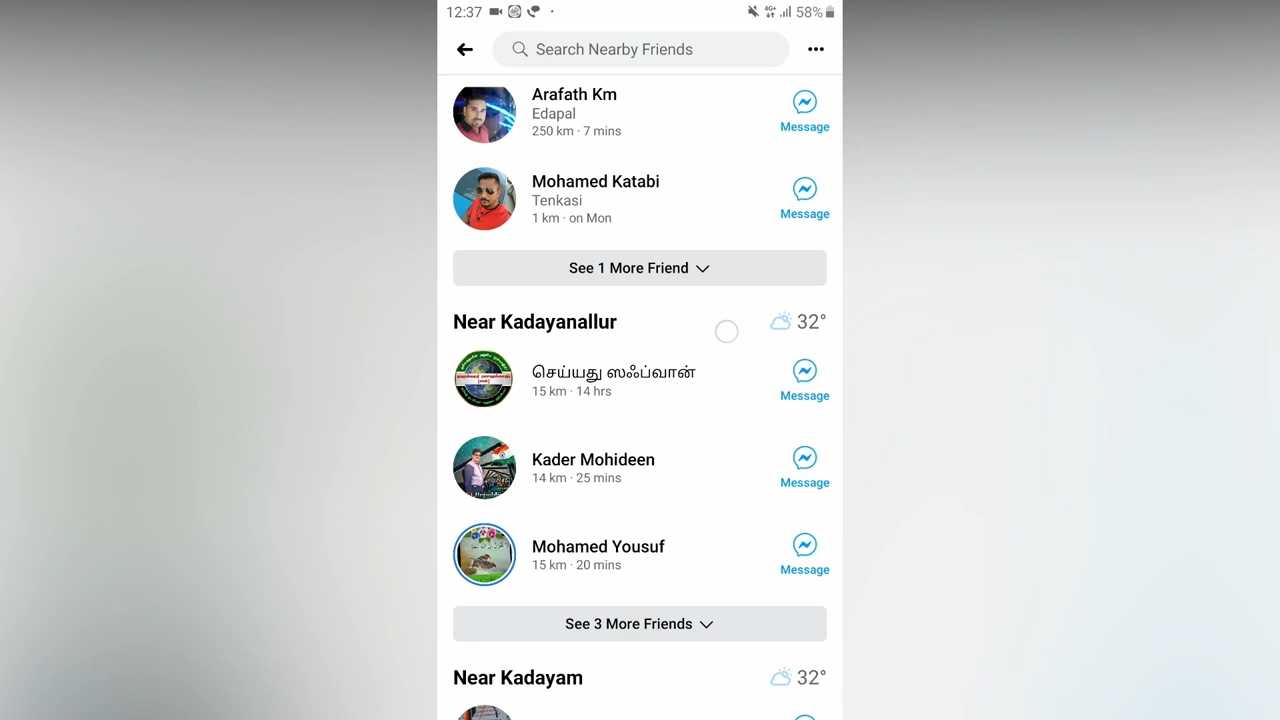 12:37
4G+
58%
Search Nearby Friends
Arafath Km
Edapal
250 km · 7 mins
Message
Mohamed Katabi
Tenkasi
1 km · on Mon
Message
See 1 More Friend
Near Kadayanallur
32°
செய்யது ஸஃப்வான்
15 km · 14 hrs
Message
Kader Mohideen
14 km · 25 mins
Message
Mohamed Yousuf
15 km · 20 mins
Message
See 3 More Friends
Near Kadayam
32°